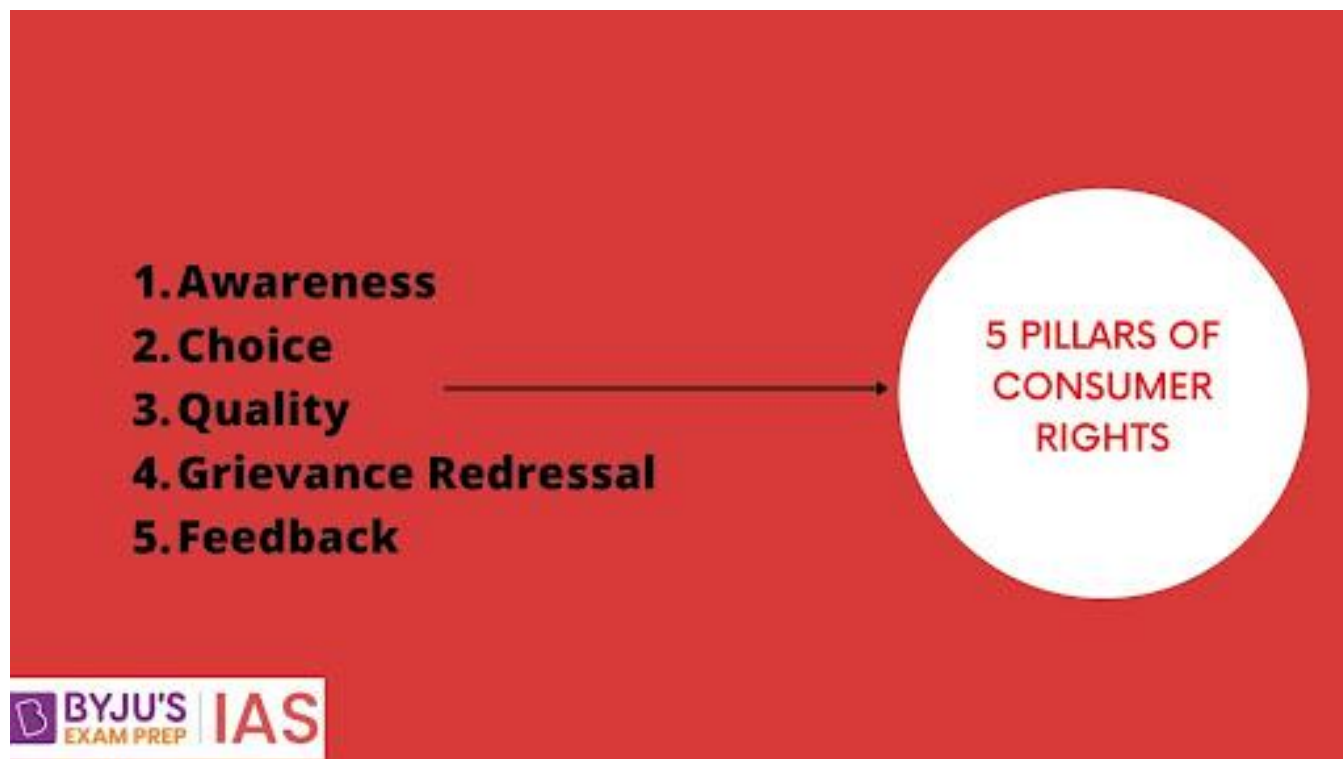 1. Awareness
2. Choice
3. Quality
4. Grievance Redressal
5. Feedback
5 PILLARS OF
CONSUMER
RIGHTS
BYJU'S
EXAM PREP
IAS